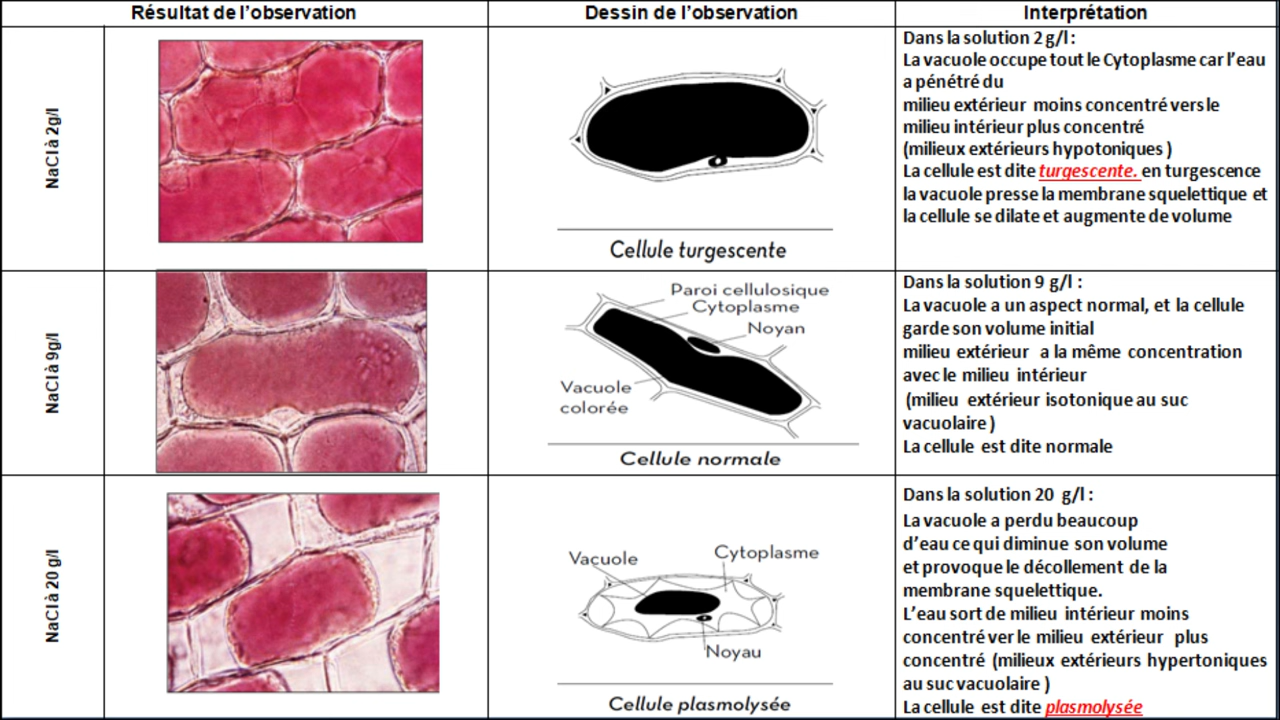 Résultat de l'observation
Dessin de l'observation
Interprétation
NaCl à 2g/l
Cellule turgescente
Dans la solution 2 g/l :
La vacuole occupe tout le Cytoplasme car l'eau
a pénétré du
milieu extérieur moins concentré vers le
milieu intérieur plus concentré
(milieux extérieurs hypotoniques )
La cellule est dite turgescente. en turgescence
la vacuole presse la membrane squelettique et
la cellule se dilate et augmente de volume
NaCl à 9g/l
Paroi cellulosique
Cytoplasme
Noyan
Vacuole
colorée
Cellule normale
Dans la solution 9 g/l :
La vacuole a un aspect normal, et la cellule
garde son volume initial
milieu extérieur a la même concentration
avec le milieu intérieur
(milieu extérieur isotonique au suc
vacuolaire )
La cellule est dite normale
NaCl à 20 g/l
Vacuole
Cytoplasme
Noyau
Cellule plasmolysée
Dans la solution 20 g/l :
La vacuole a perdu beaucoup
d'eau ce qui diminue son volume
et provoque le décollement de la
membrane squelettique.
L'eau sort de milieu intérieur moins
concentré ver le milieu extérieur plus
concentré (milieux extérieurs hypertoniques
au suc vacuolaire )
La cellule est dite plasmolysée